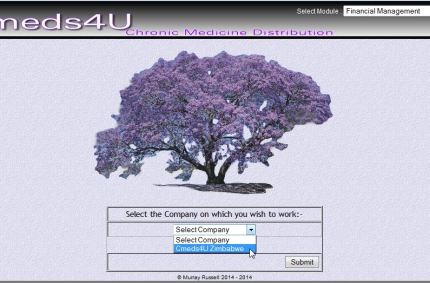 meds4U
Chronic Medicine Distribution
Select Module : Financial Management
Select the Company on which you wish to work:-
Select Company
Select Company
Cmeds4U Zimbabwe
Submit
© Murray Russell 2014 - 2014